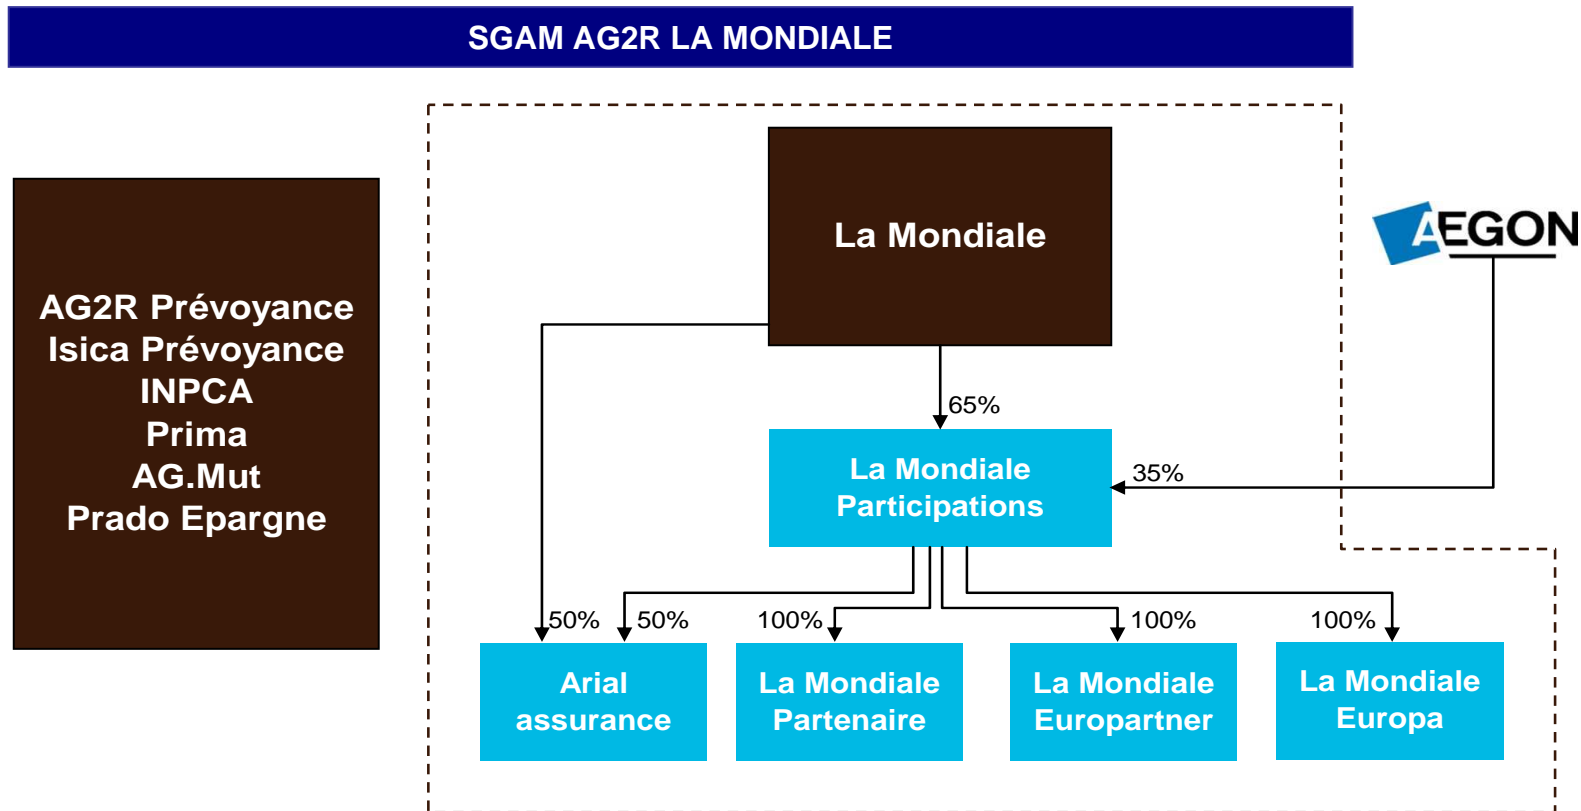 SGAM AG2R LA MONDIALE
La Mondiale
AEGON
AG2R Prévoyance
Isica Prévoyance
INPCA
Prima
AG.Mut
Prado Epargne
65%
La Mondiale
Participations
35%
50%
50%
100%
100%
100%
Arial
assurance
La Mondiale
Partenaire
La Mondiale
Europartner
La Mondiale
Europa